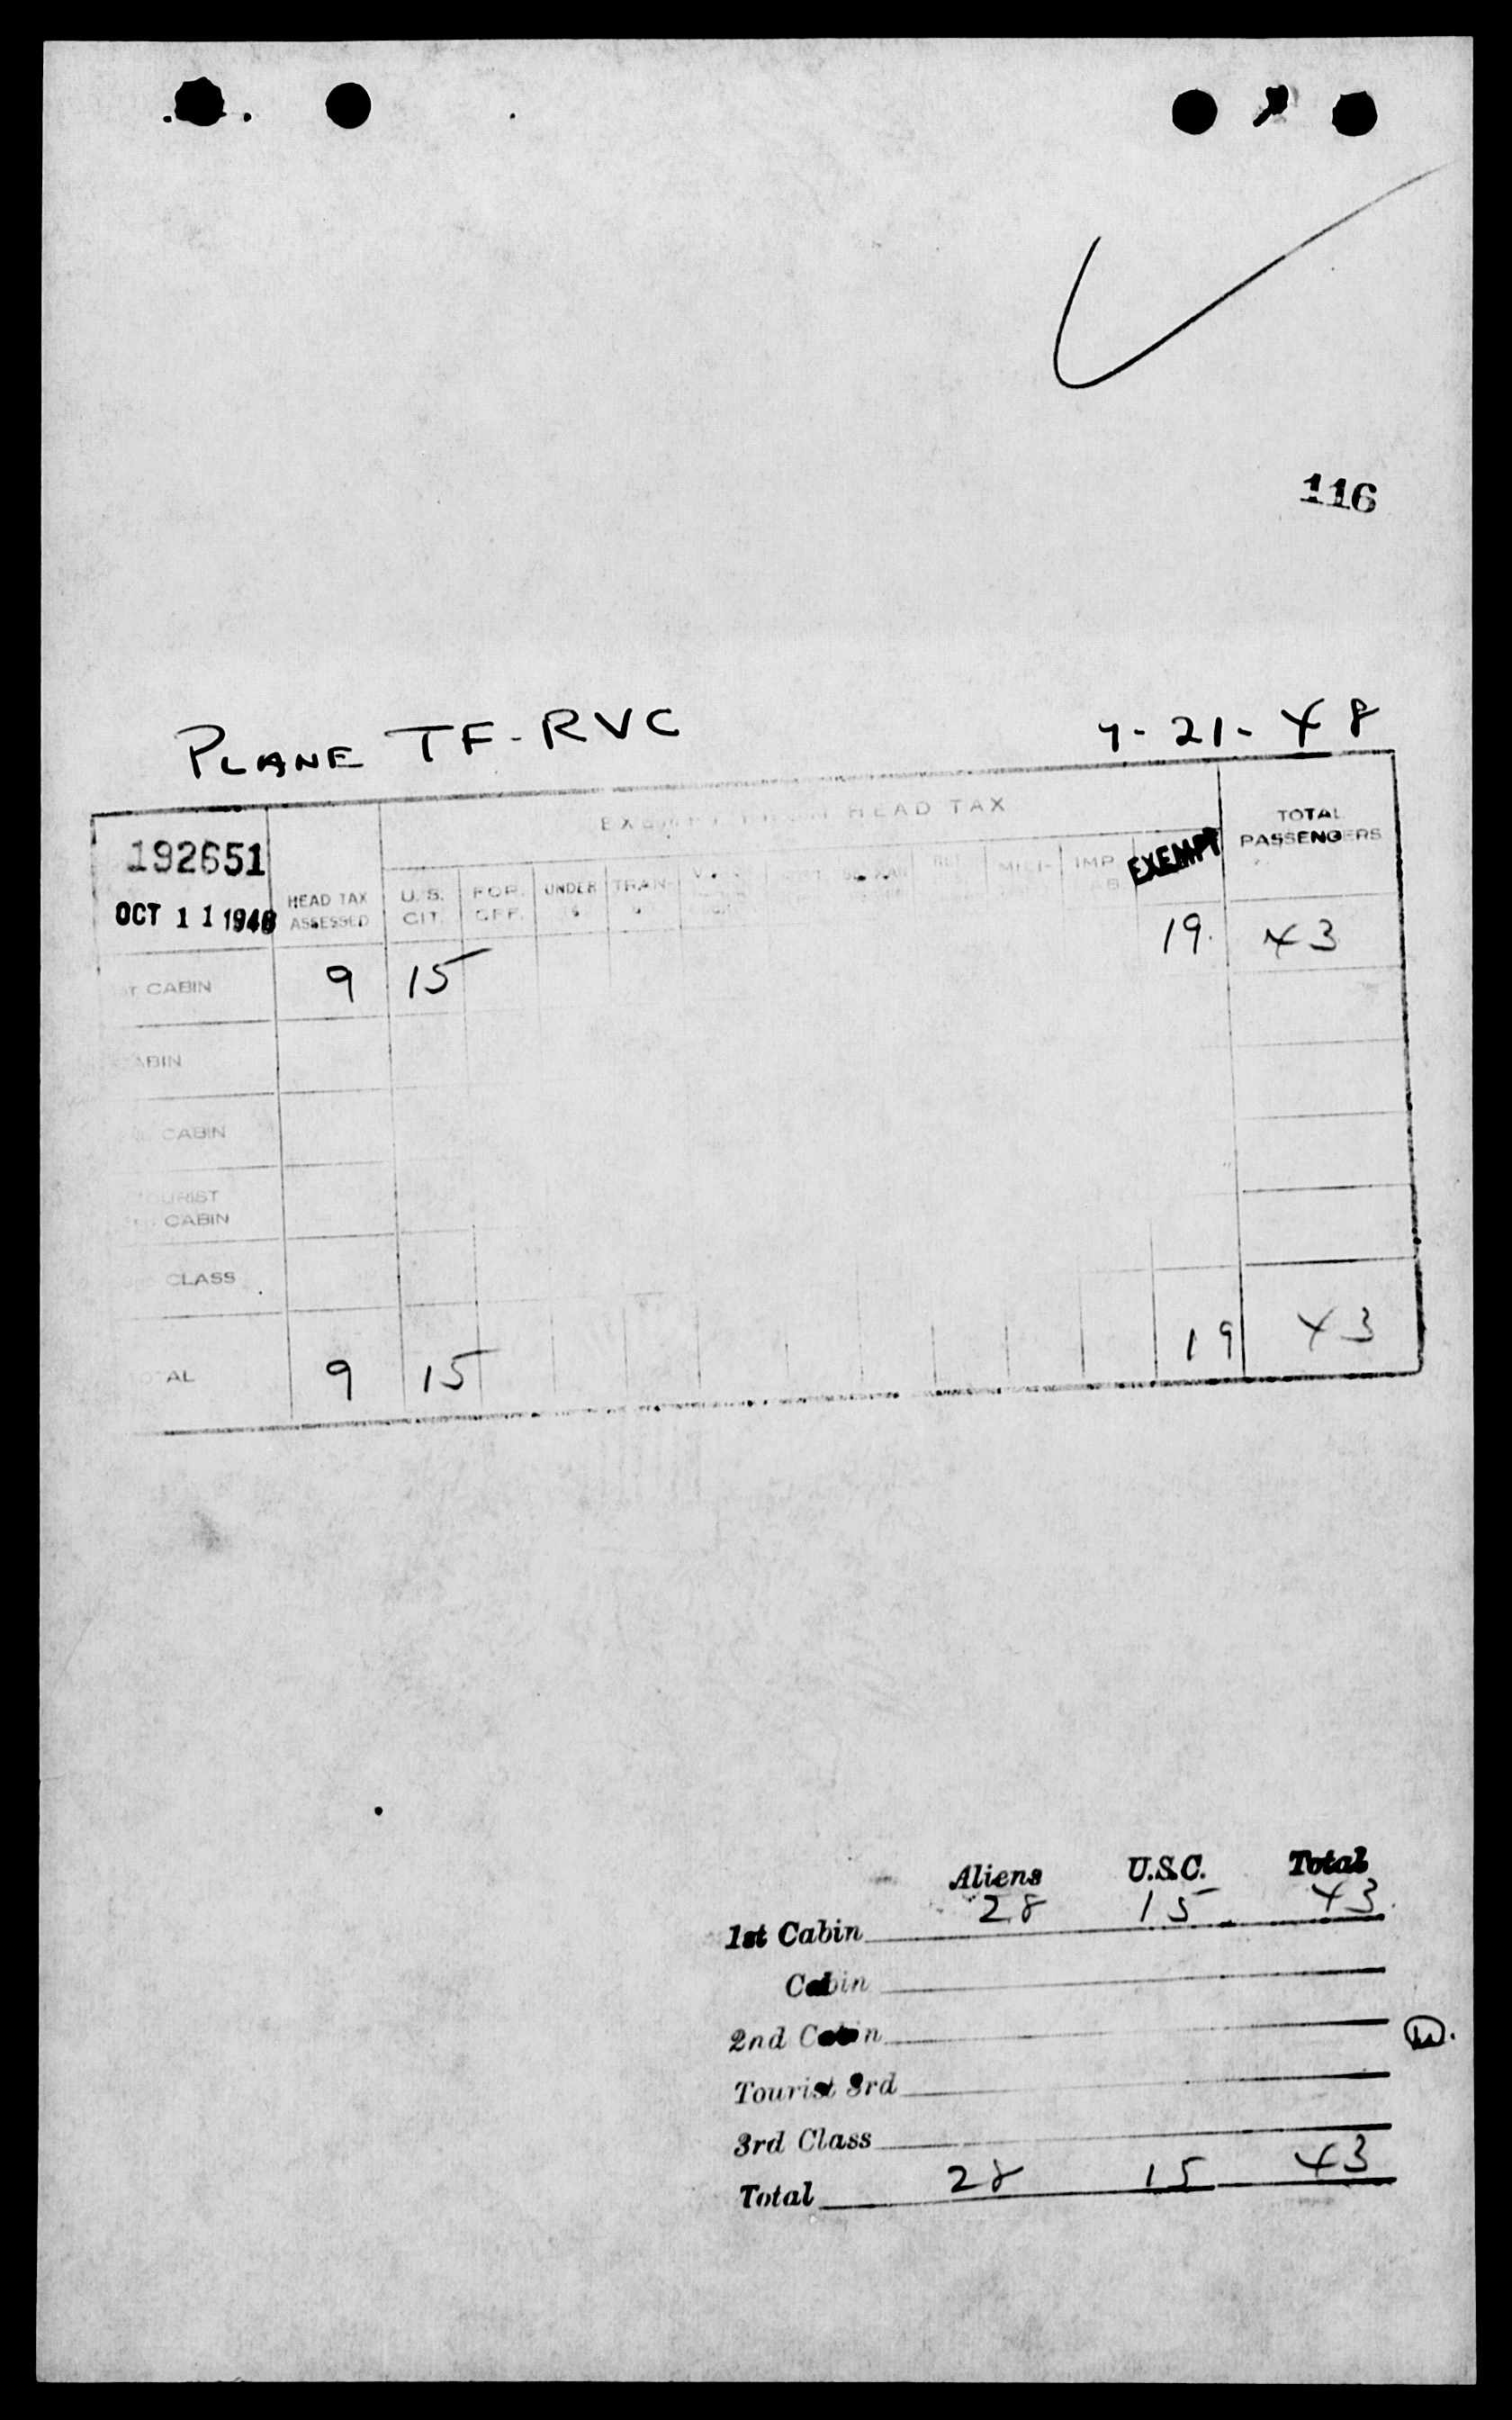 116
PLANE TF-RVC 7-21-48
HEAD TAX
TOTAL PASSENGERS
192651
OCT 11 1948
HEAD TAX ASSESSED
U.S. CIT.
FOR. OFF.
UNDER 16
TRAN-
MILI-
IMP
EXEMPT
CABIN 9 15 19 43
CABIN
CABIN
TOURIST
CABIN
CLASS
TOTAL 9 15 19 43
Aliens U.S.C. Total
1st Cabin 28 15 43
Cabin
2nd Cabin
Tourist 3rd
3rd Class
Total 28 15 43